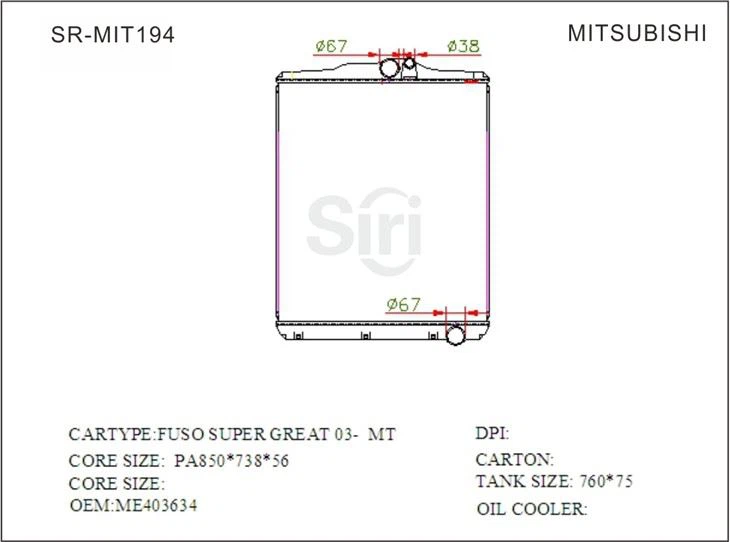 SR-MIT194
MITSUBISHI
Ø67
Ø38
Siri
Ø67
CARTYPE:FUSO SUPER GREAT 03- MT
CORE SIZE: PA850*738*56
CORE SIZE:
OEM:ME403634
DPI:
CARTON:
TANK SIZE: 760*75
OIL COOLER: